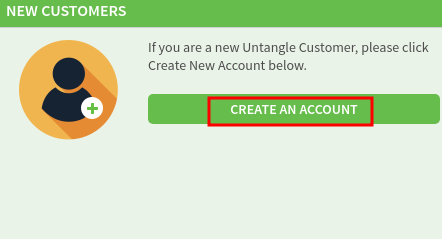 NEW CUSTOMERS
If you are a new Untangle Customer, please click
Create New Account below.
CREATE AN ACCOUNT